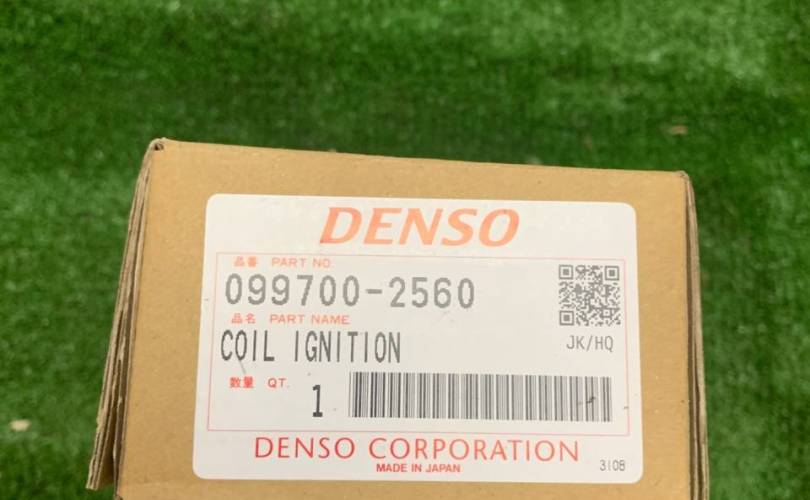 DENSO
品番 PART NO.
099700-2560
品名 PART NAME
COIL IGNITION
JK/HQ
数量 QT.
1
DENSO CORPORATION
MADE IN JAPAN
3108